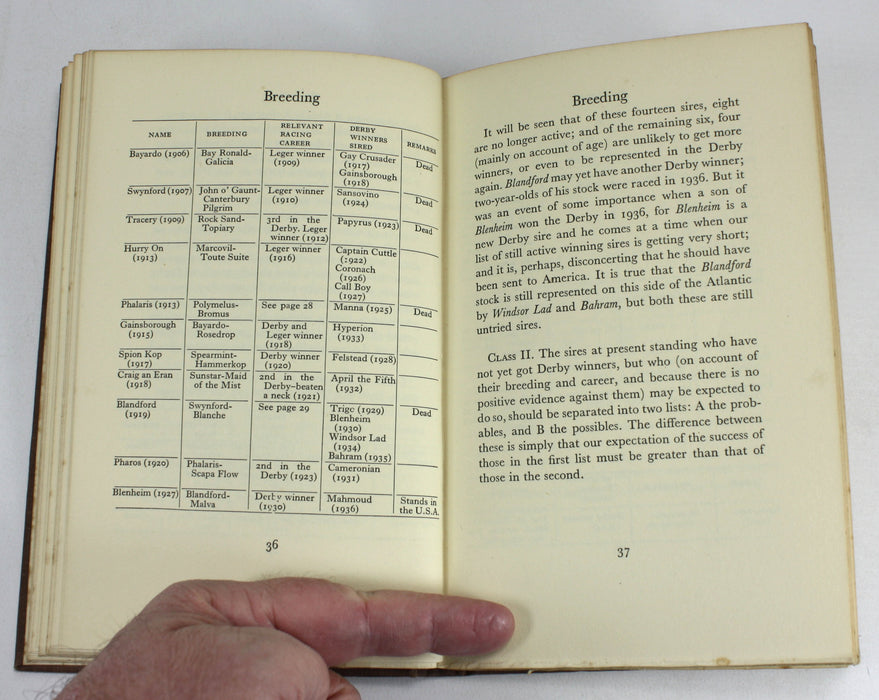 Breeding
NAME BREEDING RELEVANT RACING CAREER DERBY WINNERS SIRED REMARKS
Bayardo (1906) Bay Ronald- Galicia Leger winner (1909) Gay Crusader (1917) Gainsborough (1918) Dead
Swynford (1907) John o' Gaunt- Canterbury Pilgrim Leger winner (1910) Sansovino (1924) Dead
Tracery (1909) Rock Sand- Topiary 3rd in the Derby. Leger winner (1912) Papyrus (1923) Dead
Hurry On (1913) Marcovil- Toute Suite Leger winner (1916) Captain Cuttle (1922) Coronach (1926) Call Boy (1927)
Phalaris (1913) Polymelus- Bromus See page 28 Manna (1925) Dead
Gainsborough (1915) Bayardo- Rosedrop Derby and Leger winner (1918) Hyperion (1933)
Spion Kop (1917) Spearmint- Hammerkop Derby winner (1920) Felstead (1928)
Craig an Eran (1918) Sunstar-Maid of the Mist 2nd in the Derby-beaten a neck (1921) April the Fifth (1932)
Blandford (1919) Swynford- Blanche See page 29 Trigo (1929) Blenheim (1930) Windsor Lad (1934) Bahram (1935) Dead
Pharos (1920) Phalaris- Scapa Flow 2nd in the Derby (1923) Cameronian (1931)
Blenheim (1927) Blandford- Malva Derby winner (1930) Mahmoud (1936) Stands in the U.S.A.
36
Breeding
It will be seen that of these fourteen sires, eight
are no longer active; and of the remaining six, four
(mainly on account of age) are unlikely to get more
winners, or even to be represented in the Derby
again. Blandford may yet have another Derby winner;
two-year-olds of his stock were raced in 1936. But it
was an event of some importance when a son of
Blenheim won the Derby in 1936, for Blenheim is a
new Derby sire and he comes at a time when our
list of still active winning sires is getting very short;
and it is, perhaps, disconcerting that he should have
been sent to America. It is true that the Blandford
stock is still represented on this side of the Atlantic
by Windsor Lad and Bahram, but both these are still
untried sires.
CLASS II. The sires at present standing who have
not yet got Derby winners, but who (on account of
their breeding and career, and because there is no
positive evidence against them) may be expected to
do so, should be separated into two lists: A the prob-
ables, and B the possibles. The difference between
these is simply that our expectation of the success of
those in the first list must be greater than that of
those in the second.
37